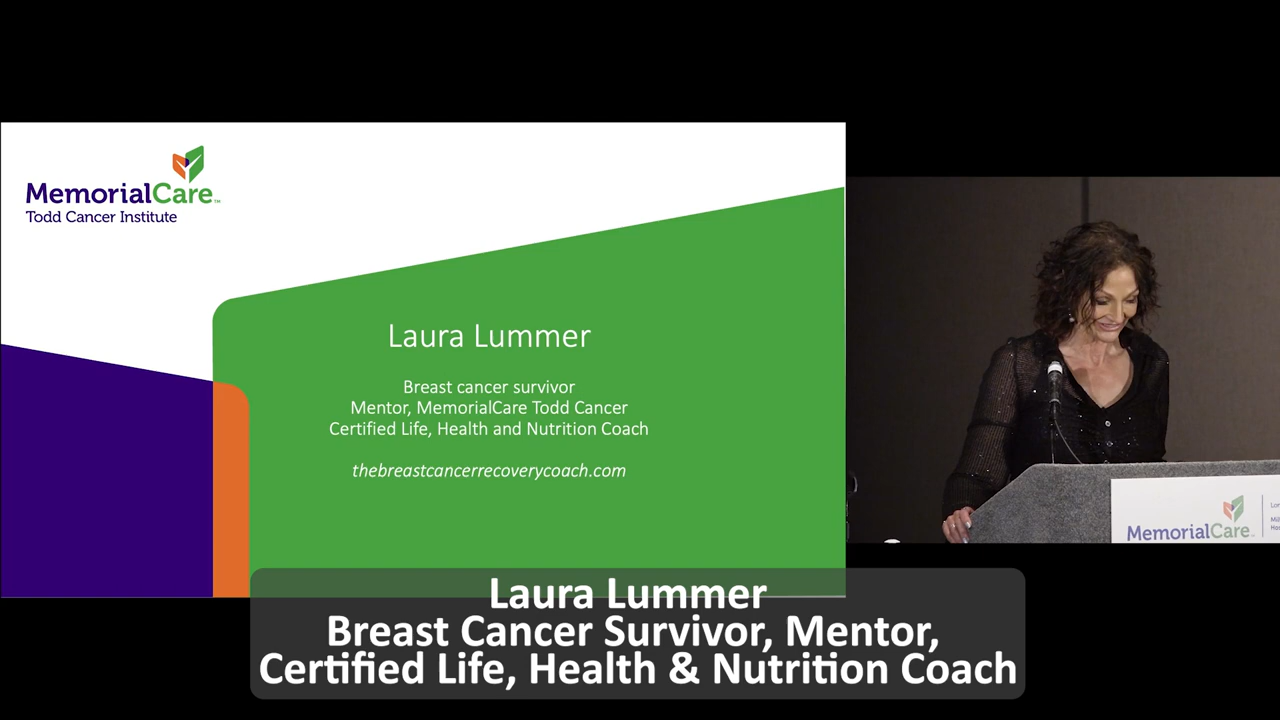 MemorialCare™
Todd Cancer Institute
Laura Lummer
Breast cancer survivor
Mentor, MemorialCare Todd Cancer
Certified Life, Health and Nutrition Coach
thebreastcancerrecoverycoach.com
MemorialCare
Laura Lummer
Breast Cancer Survivor, Mentor,
Certified Life, Health & Nutrition Coach